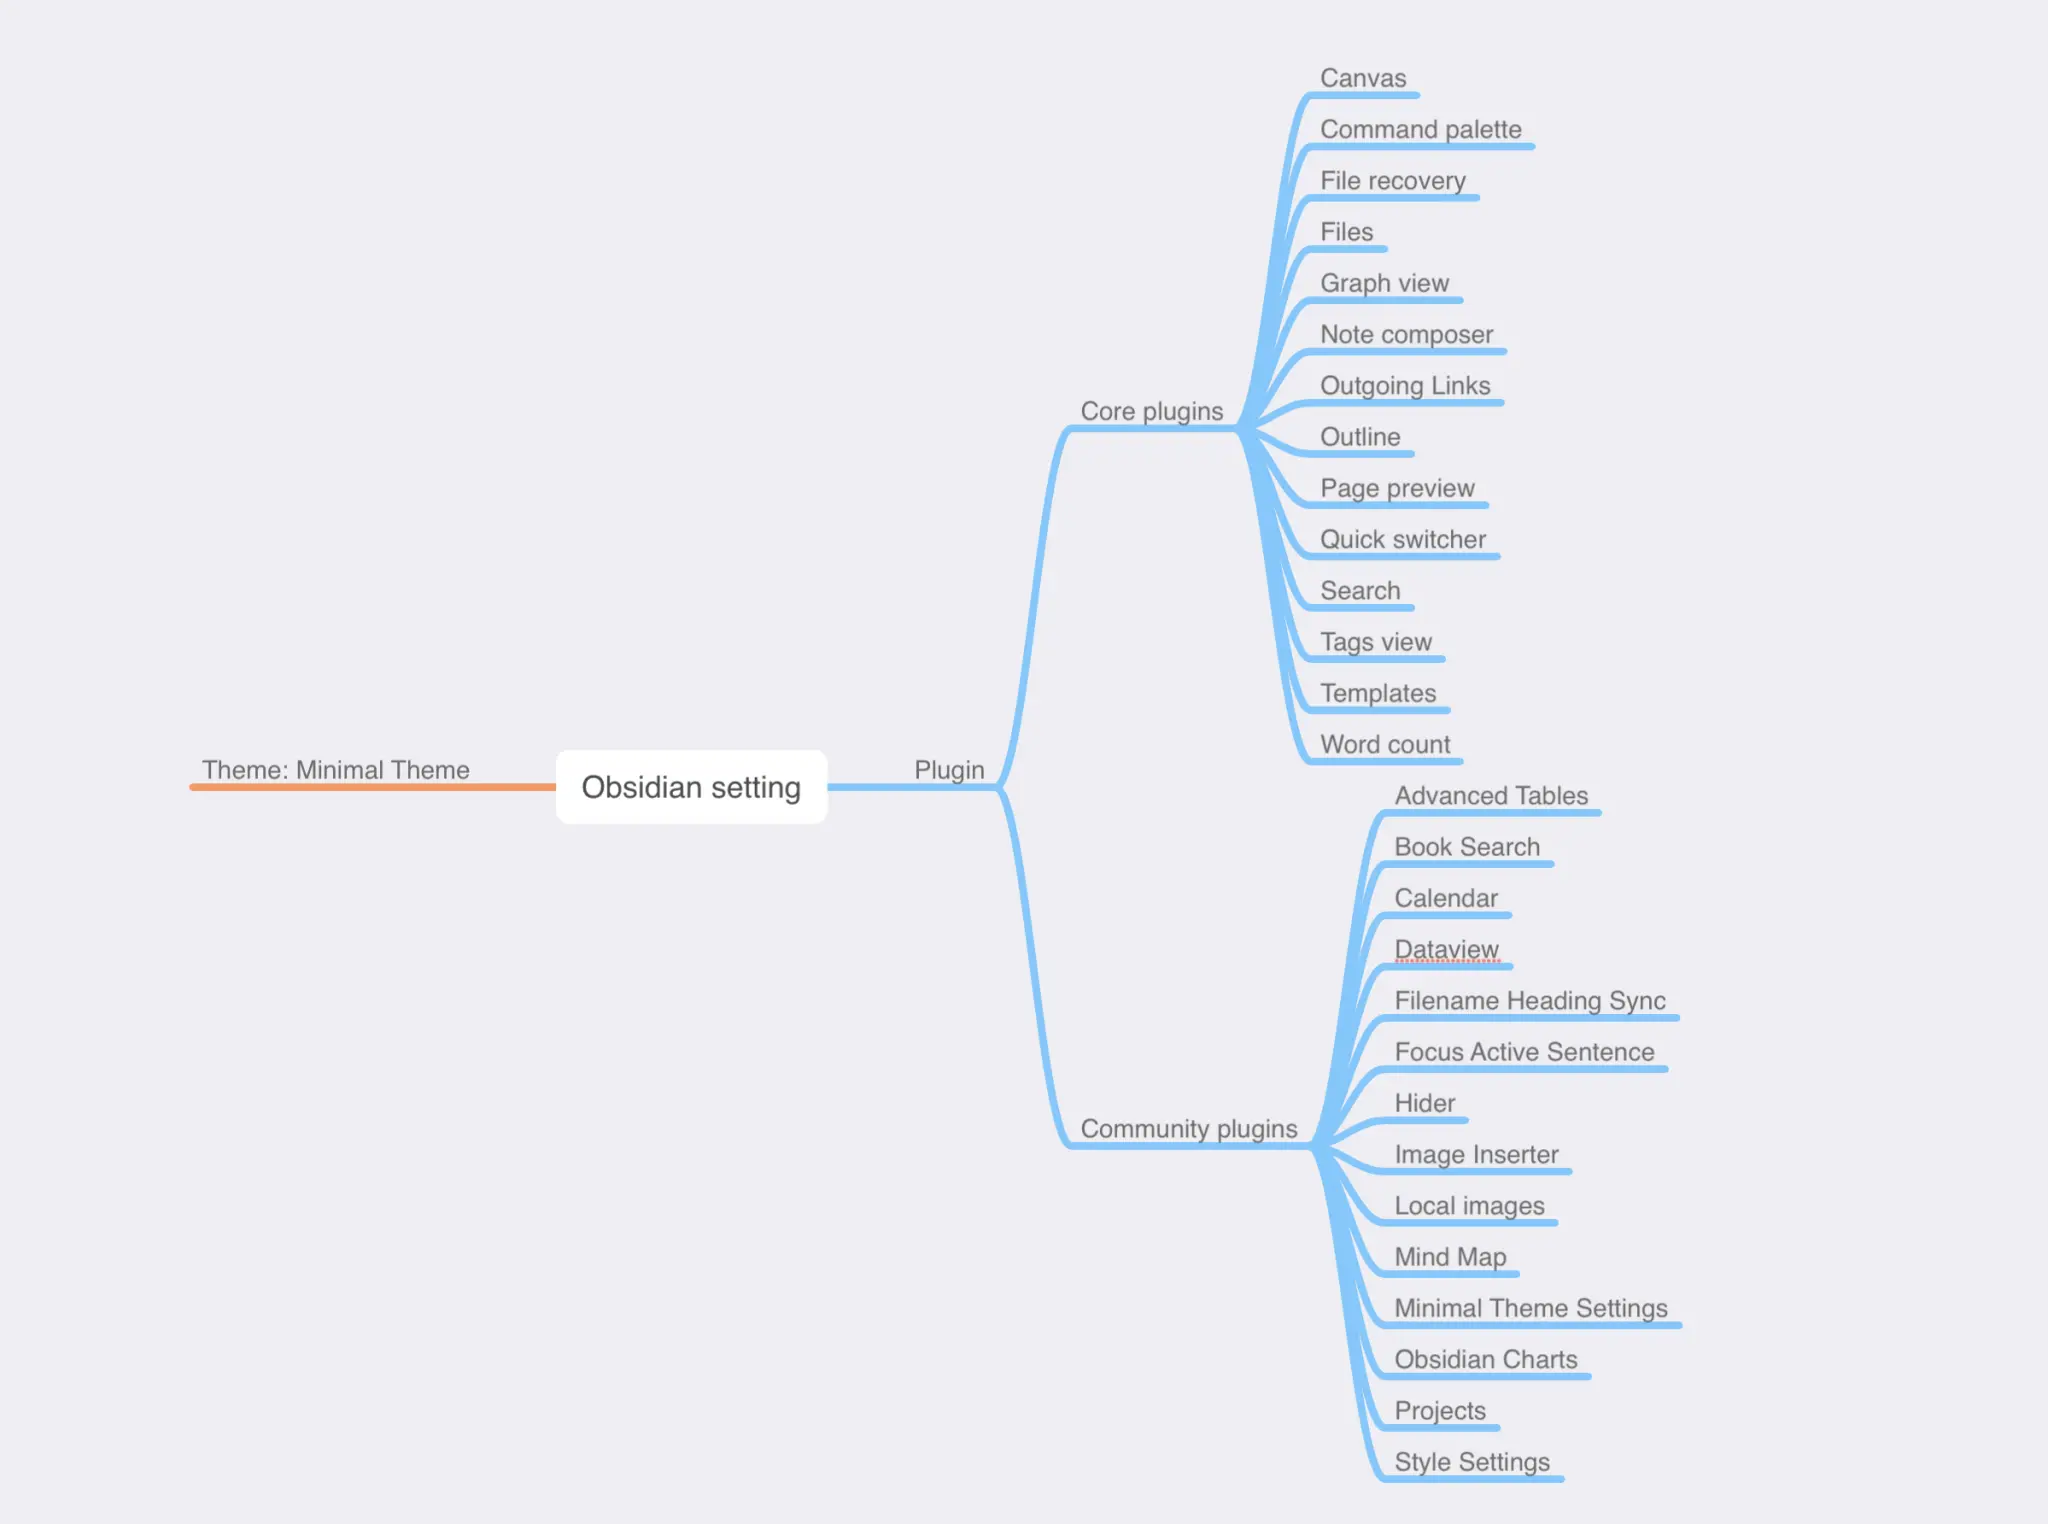 Theme: Minimal Theme
Obsidian setting
Plugin
Core plugins
Canvas
Command palette
File recovery
Files
Graph view
Note composer
Outgoing Links
Outline
Page preview
Quick switcher
Search
Tags view
Templates
Word count
Community plugins
Advanced Tables
Book Search
Calendar
Dataview
Filename Heading Sync
Focus Active Sentence
Hider
Image Inserter
Local images
Mind Map
Minimal Theme Settings
Obsidian Charts
Projects
Style Settings